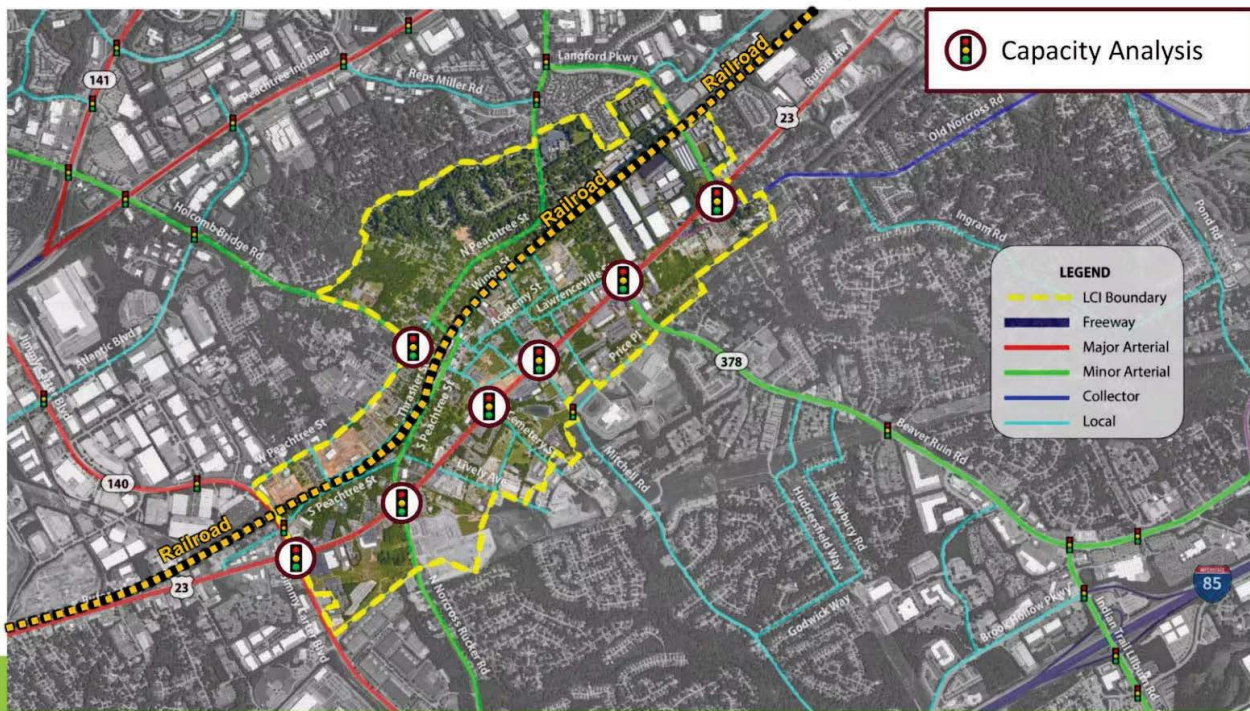 Capacity Analysis
141
Peachtree Ind Blvd
Reps Miller Rd
Langford Pkwy
Railroad
Buford Hwy
23
Old Norcross Rd
Holcomb Bridge Rd
N Peachtree St
Railroad
Wingo St
Academy St
Lawrenceville St
Ingram Rd
Pond Rd
LEGEND
LCI Boundary
Freeway
Major Arterial
Minor Arterial
Collector
Local
Atlantic Blvd
Price Pl
378
Thrasher St
S Peachtree St
Cemetery St
Beaver Ruin Rd
N Peachtree St
Mitchell Rd
140
Lively Av
S Peachtree St
Huddersfield Way
Newbury Rd
Railroad
23
INTERSTATE
85
Jimmy Carter Blvd
Norcross Tucker Rd
Godwick Way
Brook Hollow Pkwy
Indian Trail Lilburn Rd